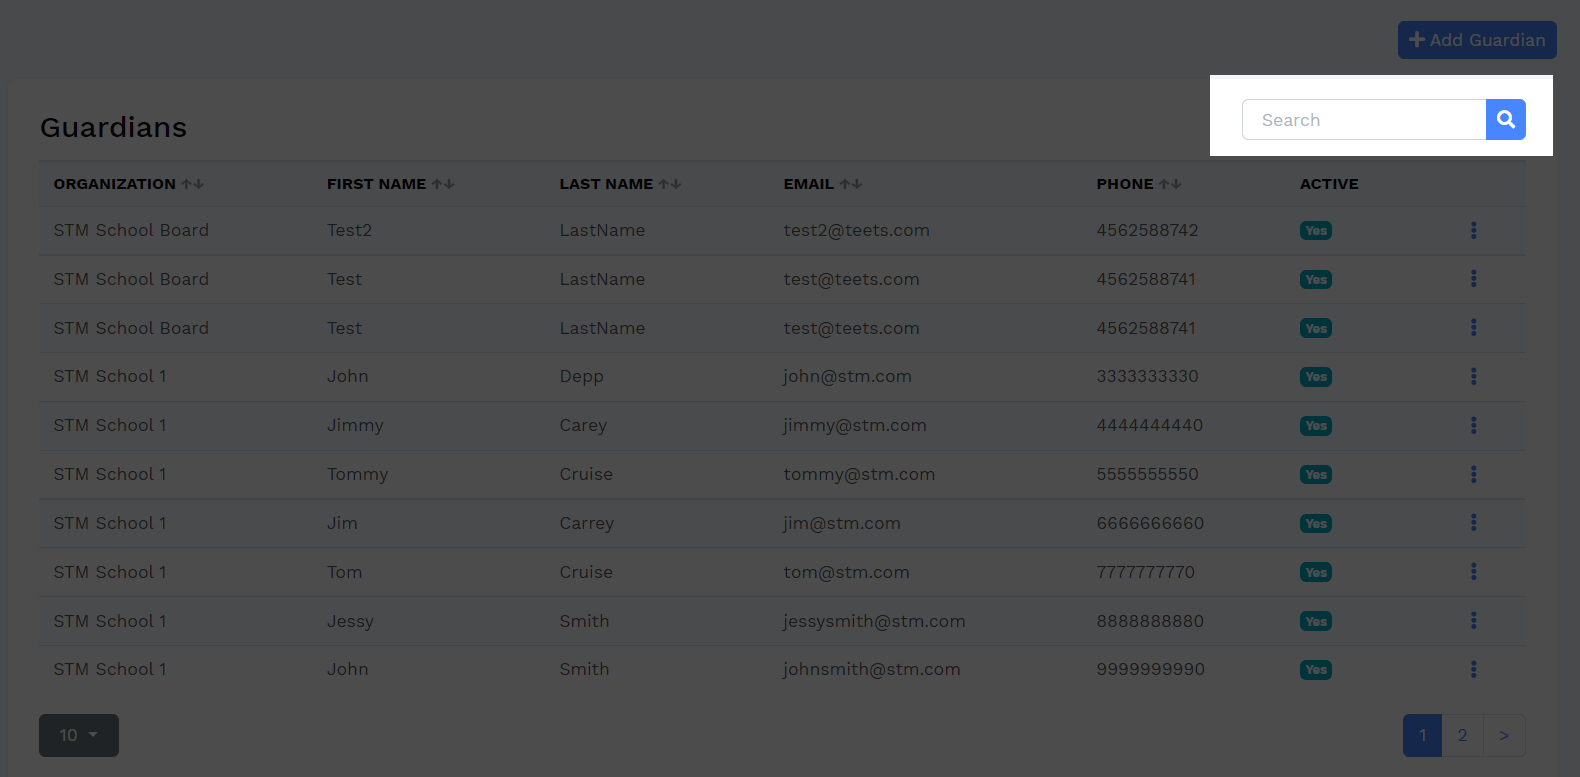 Add Guardian
Guardians
Search
ORGANIZATION FIRST NAME LAST NAME EMAIL PHONE ACTIVE
STM School Board Test2 LastName test2@teets.com 4562588742 Yes
STM School Board Test LastName test@teets.com 4562588741 Yes
STM School Board Test LastName test@teets.com 4562588741 Yes
STM School 1 John Depp john@stm.com 3333333330 Yes
STM School 1 Jimmy Carey jimmy@stm.com 4444444440 Yes
STM School 1 Tommy Cruise tommy@stm.com 5555555550 Yes
STM School 1 Jim Carrey jim@stm.com 6666666660 Yes
STM School 1 Tom Cruise tom@stm.com 7777777770 Yes
STM School 1 Jessy Smith jessysmith@stm.com 8888888880 Yes
STM School 1 John Smith johnsmith@stm.com 9999999990 Yes
10 1 2 >